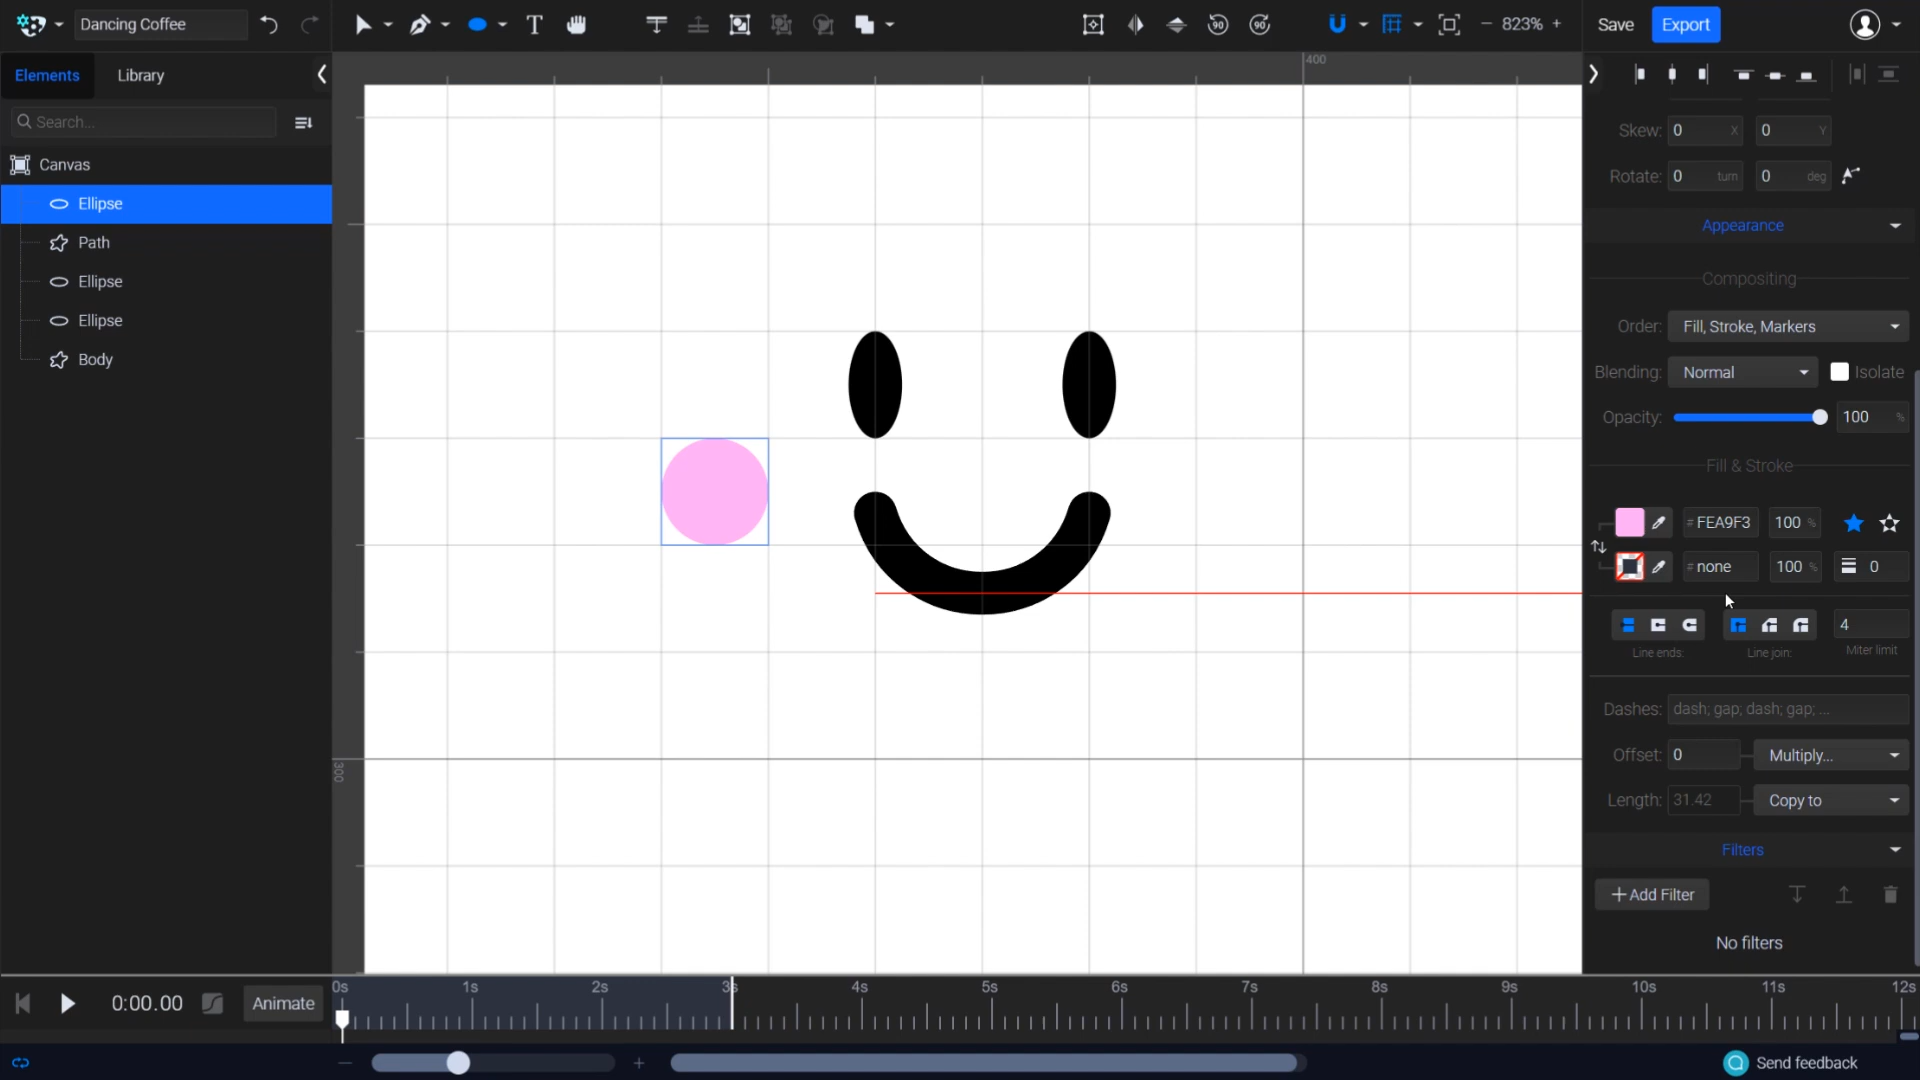 Dancing Coffee
T
90
90
823%
Save
Export
Elements
Library
400
Search...
Canvas
Ellipse
Path
Ellipse
Ellipse
Body
Skew: 0 X 0 Y
Rotate: 0 turn 0 deg
Appearance
Compositing
Order: Fill, Stroke, Markers
Blending: Normal Isolate
Opacity: 100 %
Fill & Stroke
= FEA9F3 100 %
= none 100 % 0
4
Line ends: Line join: Miter limit
Dashes: dash; gap; dash; gap; ...
Offset: 0 Multiply...
300
Length: 31.42 Copy to
Filters
+ Add Filter
No filters
0:00.00 Animate
0s 1s 2s 3s 4s 5s 6s 7s 8s 9s 10s 11s 12s
Send feedback